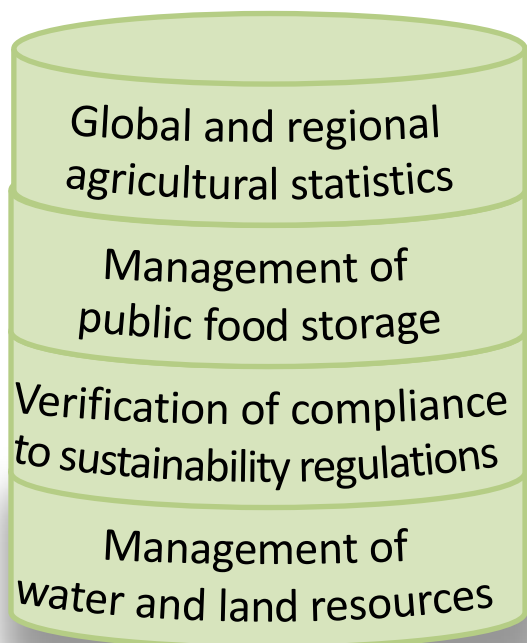 Global and regional
agricultural statistics
Management of
public food storage
Verification of compliance
to sustainability regulations
Management of
water and land resources